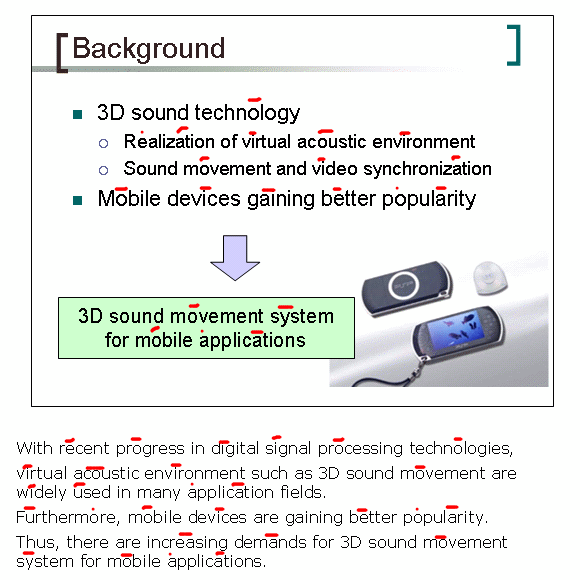 Background
3D sound technology
Realization of virtual acoustic environment
Sound movement and video synchronization
Mobile devices gaining better popularity
3D sound movement system
for mobile applications
With recent progress in digital signal processing technologies,
virtual acoustic environment such as 3D sound movement are
widely used in many application fields.
Furthermore, mobile devices are gaining better popularity.
Thus, there are increasing demands for 3D sound movement
system for mobile applications.